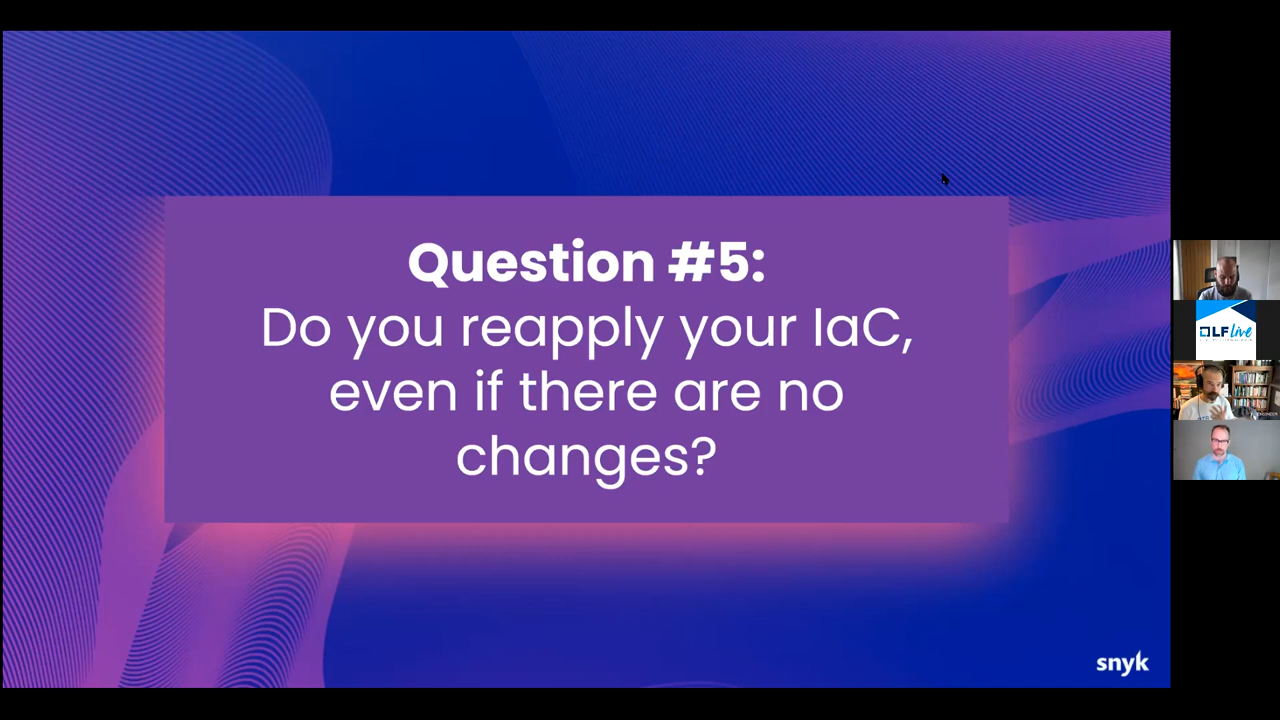 Question #5:
Do you reapply your IaC,
even if there are no
changes?
LF Live
snyk